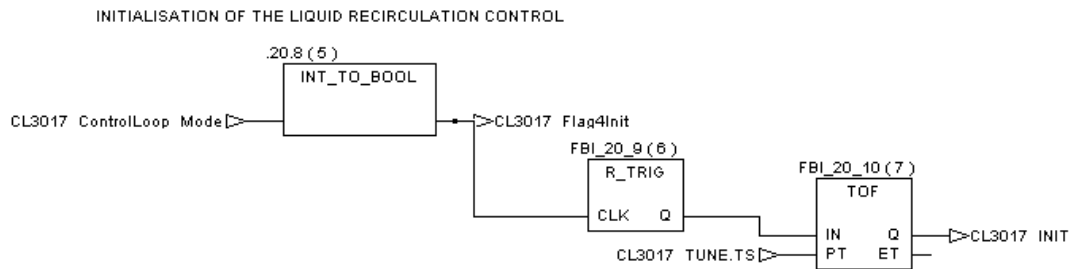 INITIALISATION OF THE LIQUID RECIRCULATION CONTROL
.20.8 (5)
INT_TO_BOOL
CL3017 ControlLoop Mode
CL3017 Flag4Init
FBI_20_9 (6)
R_TRIG
CLK Q
FBI_20_10 (7)
TOF
IN Q
CL3017 INIT
CL3017 TUNE.TS
PT ET